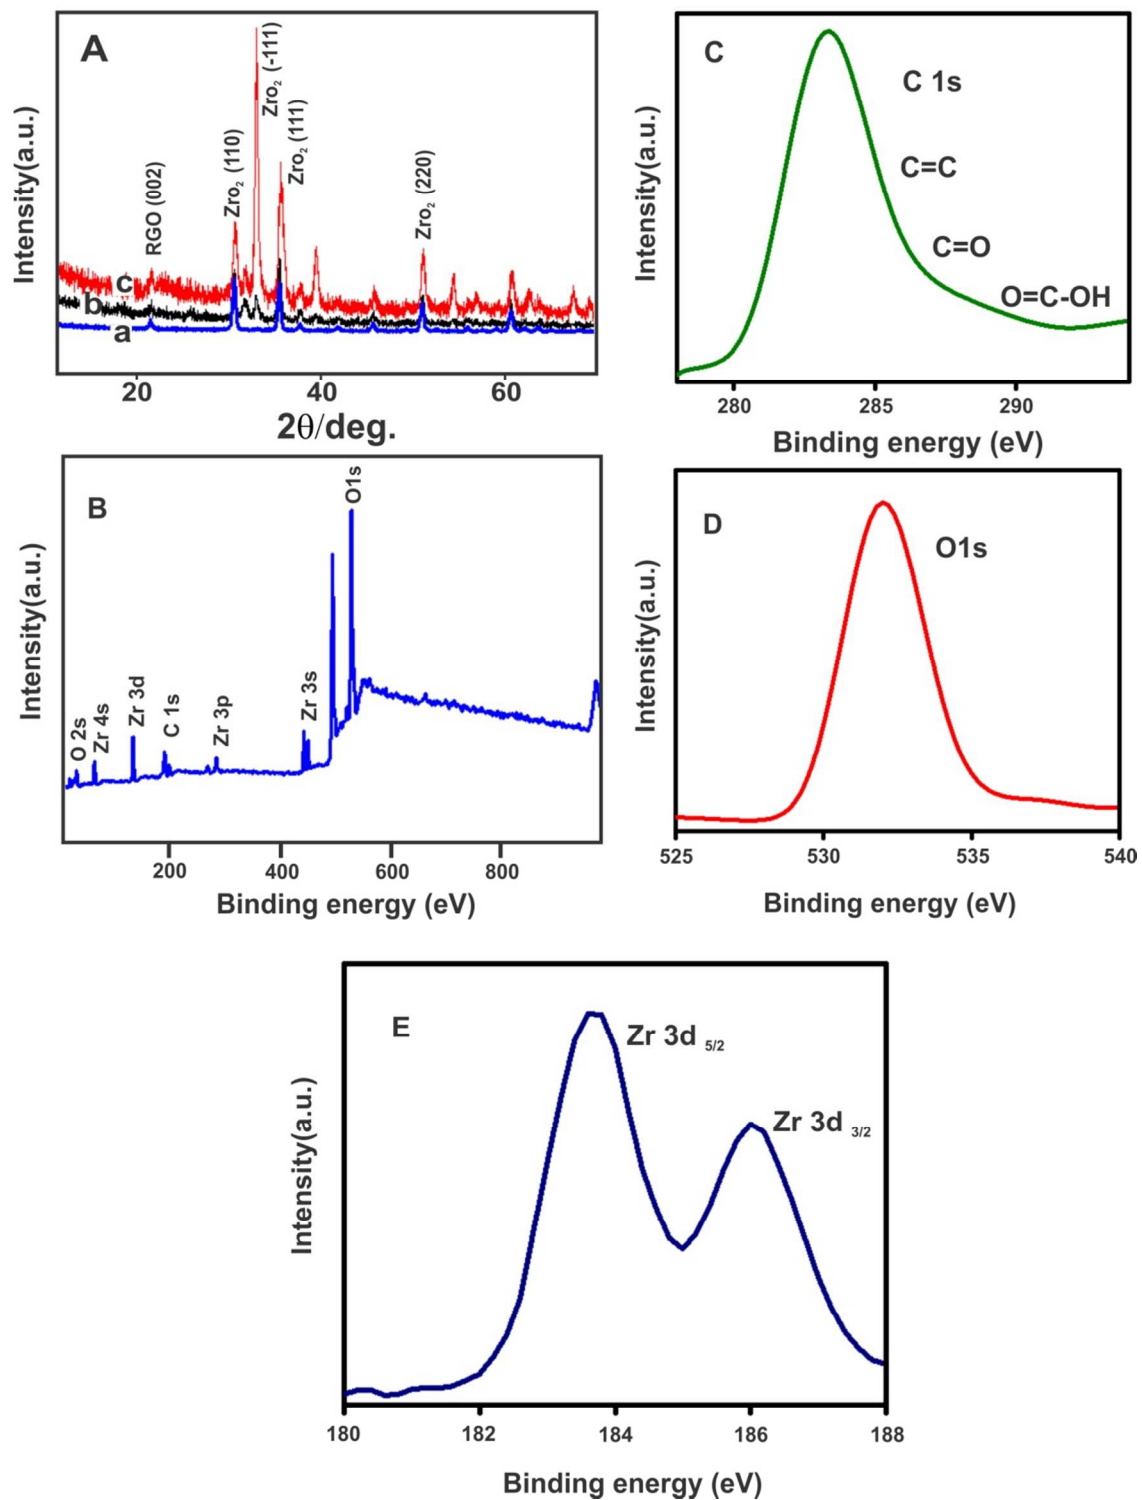 A
Intensity(a.u.)
RGO (002)
Zro2 (110)
Zro2 (-111)
Zro2 (111)
Zro2 (220)
c
b
a
20 40 60
2θ/deg.
C
Intensity(a.u.)
C 1s
C=C
C=O
O=C-OH
280 285 290
Binding energy (eV)
B
Intensity(a.u.)
O 2s
Zr 4s
Zr 3d
C 1s
Zr 3p
Zr 3s
O1s
200 400 600 800
Binding energy (eV)
D
Intensity(a.u.)
O1s
525 530 535 540
Binding energy (eV)
E
Intensity(a.u.)
Zr 3d 5/2
Zr 3d 3/2
180 182 184 186 188
Binding energy (eV)